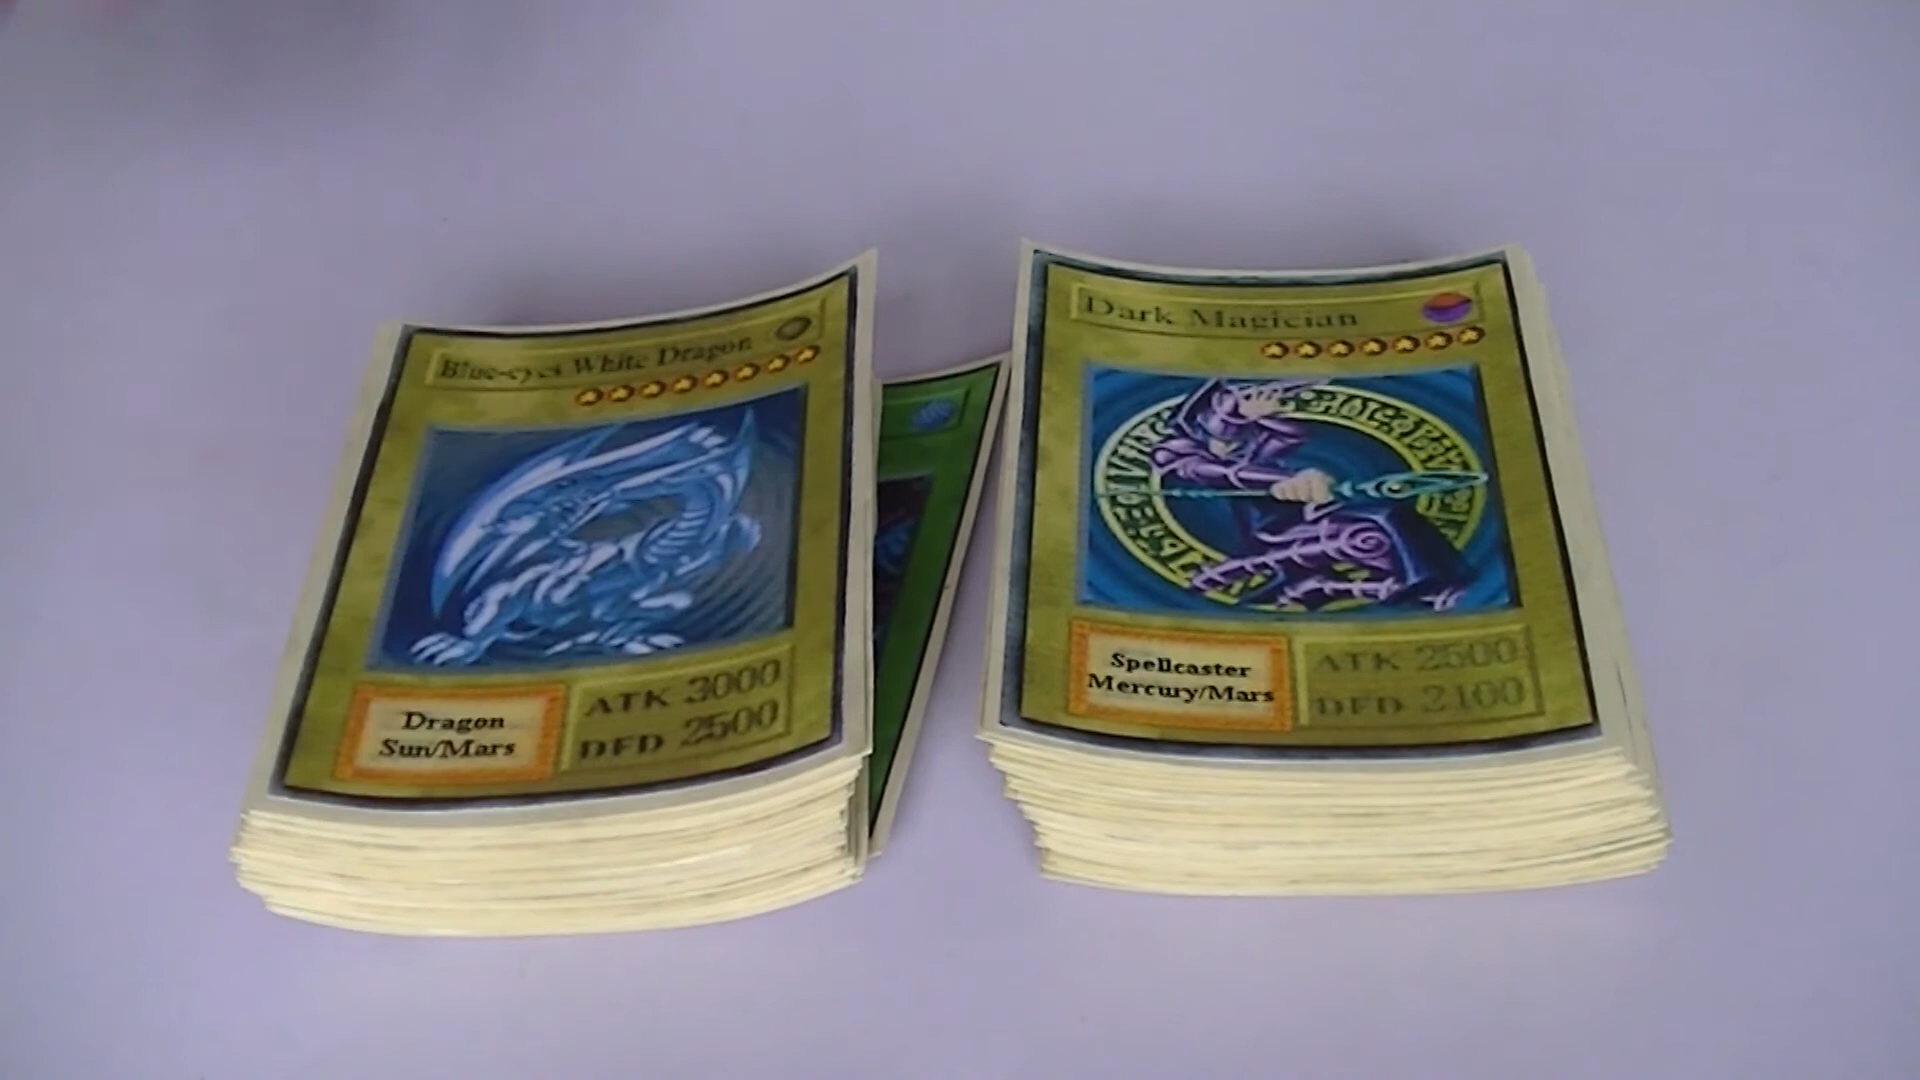 Blue-eyes White Dragon
Dragon
Sun/Mars
ATK 3000
DFD 2500
Dark Magician
Spellcaster
Mercury/Mars
ATK 2500
DFD 2100